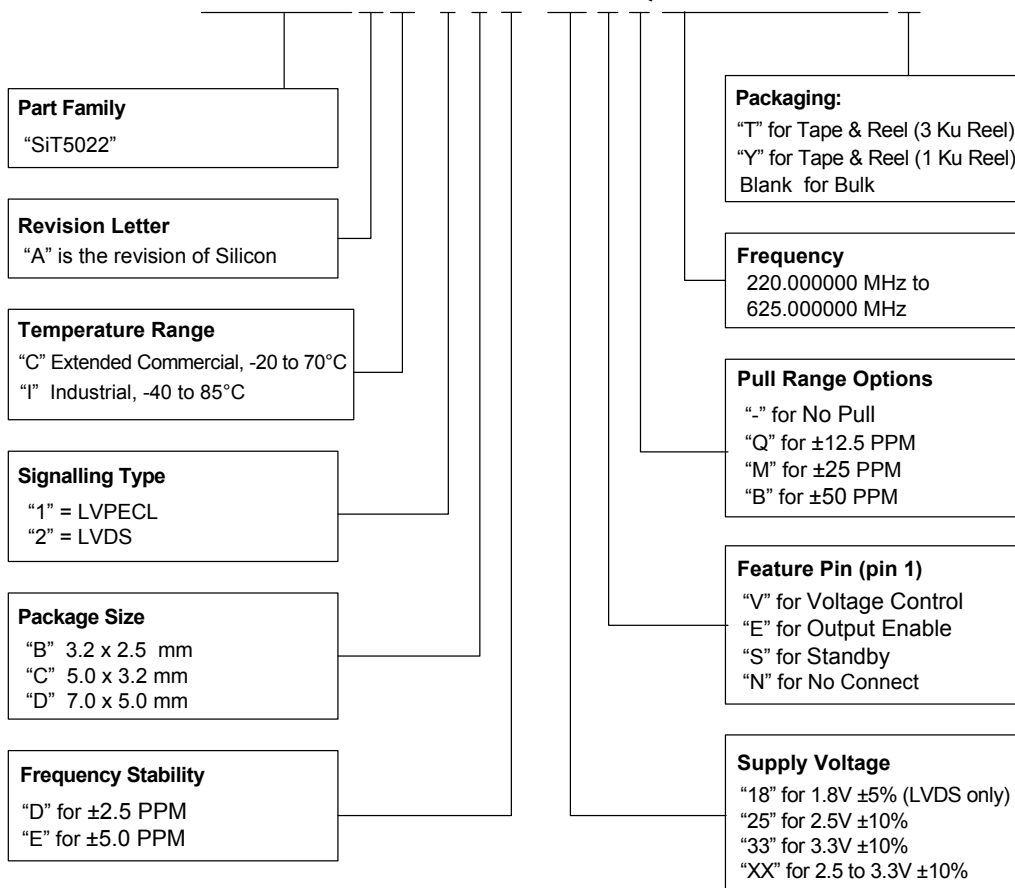 Part Family
“SiT5022”
Revision Letter
“A” is the revision of Silicon
Temperature Range
“C” Extended Commercial, -20 to 70°C
“I” Industrial, -40 to 85°C
Signalling Type
“1” = LVPECL
“2” = LVDS
Package Size
“B” 3.2 x 2.5 mm
“C” 5.0 x 3.2 mm
“D” 7.0 x 5.0 mm
Frequency Stability
“D” for ±2.5 PPM
“E” for ±5.0 PPM
Packaging:
“T” for Tape & Reel (3 Ku Reel)
“Y” for Tape & Reel (1 Ku Reel)
Blank for Bulk
Frequency
220.000000 MHz to
625.000000 MHz
Pull Range Options
“-” for No Pull
“Q” for ±12.5 PPM
“M” for ±25 PPM
“B” for ±50 PPM
Feature Pin (pin 1)
“V” for Voltage Control
“E” for Output Enable
“S” for Standby
“N” for No Connect
Supply Voltage
“18” for 1.8V ±5% (LVDS only)
“25” for 2.5V ±10%
“33” for 3.3V ±10%
“XX” for 2.5 to 3.3V ±10%